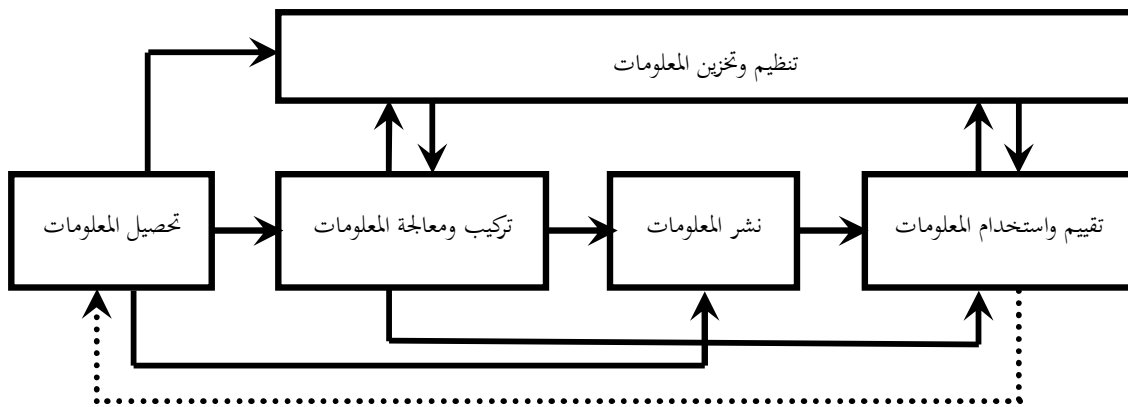 تنظيم وتخزين المعلومات
تقييم واستخدام المعلومات
نشر المعلومات
تركيب ومعالجة المعلومات
تحصيل المعلومات